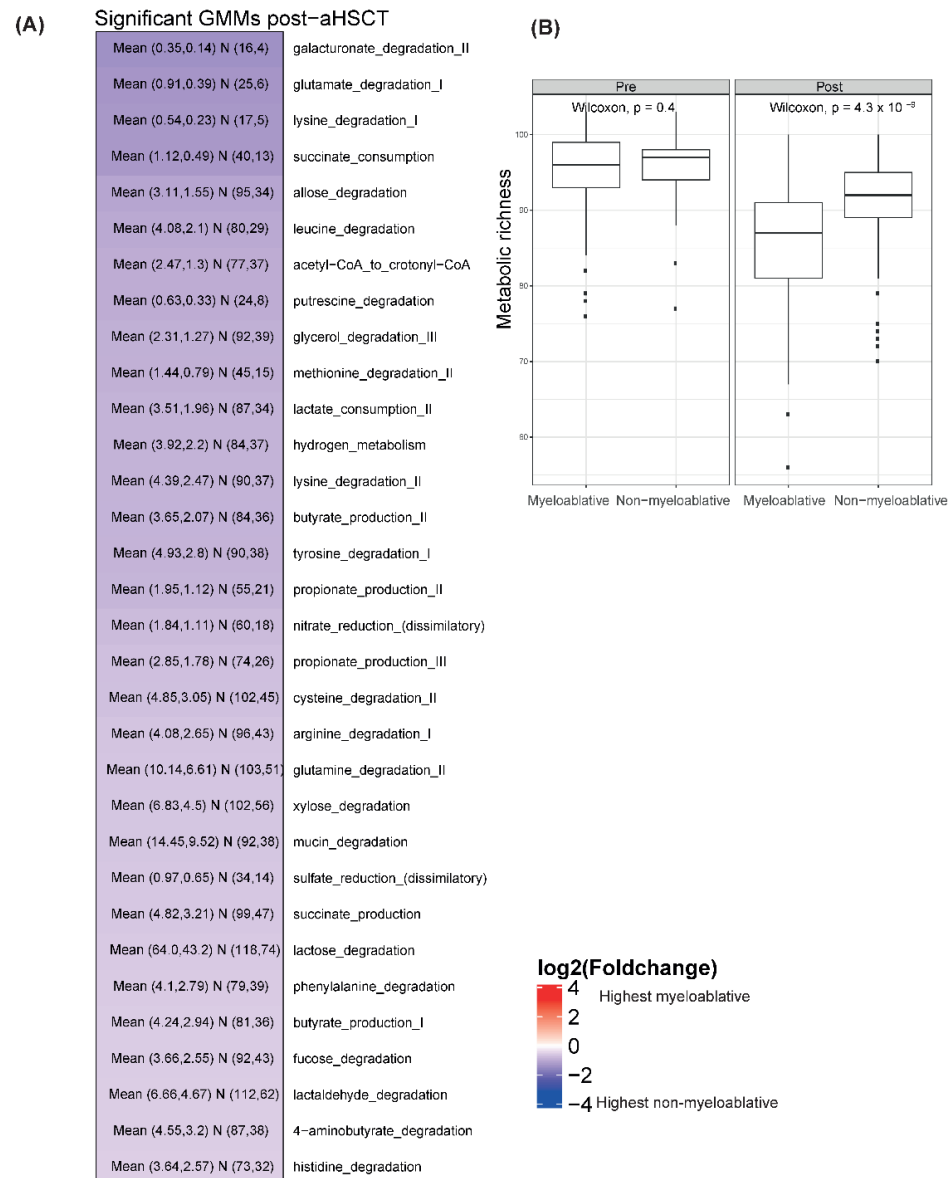 (A)
Significant GMMs post−aHSCT
Mean (0.35,0.14) N (16,4) galacturonate_degradation_II
Mean (0.91,0.39) N (25,6) glutamate_degradation_I
Mean (0.54,0.23) N (17,5) lysine_degradation_I
Mean (1.12,0.49) N (40,13) succinate_consumption
Mean (3.11,1.55) N (95,34) allose_degradation
Mean (4.08,2.1) N (80,29) leucine_degradation
Mean (2.47,1.3) N (77,37) acetyl−CoA_to_crotonyl−CoA
Mean (0.63,0.33) N (24,8) putrescine_degradation
Mean (2.31,1.27) N (92,39) glycerol_degradation_III
Mean (1.44,0.79) N (45,15) methionine_degradation_II
Mean (3.51,1.96) N (87,34) lactate_consumption_II
Mean (3.92,2.2) N (84,37) hydrogen_metabolism
Mean (4.39,2.47) N (90,37) lysine_degradation_II
Mean (3.65,2.07) N (84,36) butyrate_production_II
Mean (4.93,2.8) N (90,38) tyrosine_degradation_I
Mean (1.95,1.12) N (55,21) propionate_production_II
Mean (1.84,1.11) N (60,18) nitrate_reduction_(dissimilatory)
Mean (2.85,1.78) N (74,26) propionate_production_III
Mean (4.85,3.05) N (102,45) cysteine_degradation_II
Mean (4.08,2.65) N (96,43) arginine_degradation_I
Mean (10.14,6.61) N (103,51) glutamine_degradation_II
Mean (6.83,4.5) N (102,56) xylose_degradation
Mean (14.45,9.52) N (92,38) mucin_degradation
Mean (0.97,0.65) N (34,14) sulfate_reduction_(dissimilatory)
Mean (4.82,3.21) N (99,47) succinate_production
Mean (64.0,43.2) N (118,74) lactose_degradation
Mean (4.1,2.79) N (79,39) phenylalanine_degradation
Mean (4.24,2.94) N (81,36) butyrate_production_I
Mean (3.66,2.55) N (92,43) fucose_degradation
Mean (6.66,4.67) N (112,62) lactaldehyde_degradation
Mean (4.55,3.2) N (87,38) 4−aminobutyrate_degradation
Mean (3.64,2.57) N (73,32) histidine_degradation
(B)
Pre Post
Wilcoxon, p = 0.4 Wilcoxon, p = 4.3 x 10 ⁻⁹
Metabolic richness
100
90
80
70
60
Myeloablative Non−myeloablative Myeloablative Non−myeloablative
log2(Foldchange)
4 Highest myeloablative
2
0
−2
−4 Highest non−myeloablative